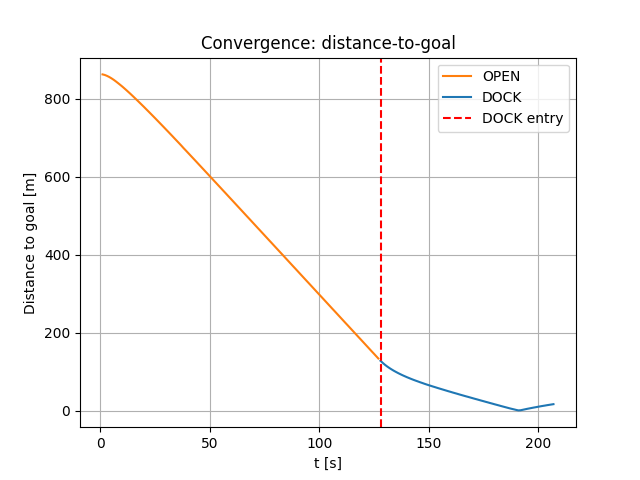 Convergence: distance-to-goal
OPEN
DOCK
DOCK entry
Distance to goal [m]
800
600
400
200
0
0
50
100
150
200
t [s]